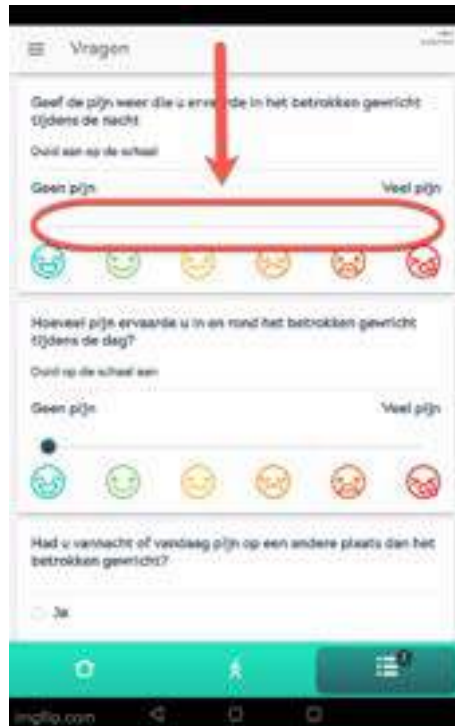 Vragen
Geef de pijn weer die u ervaarde in het betrokken gewricht
tijdens de nacht
Duid aan op de schaal
Geen pijn Veel pijn
Hoeveel pijn ervaarde u in en rond het betrokken gewricht
tijdens de dag?
Duid op de schaal aan
Geen pijn Veel pijn
Had u vannacht of vandaag pijn op een andere plaats dan het
betrokken gewricht?
Ja
imgflip.com